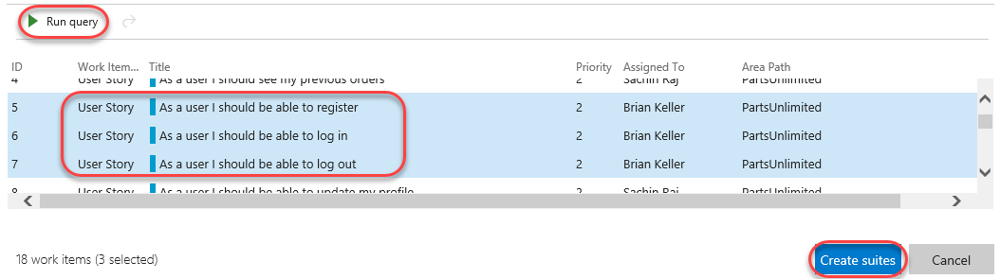 Run query
ID Work Item... Title Priority Assigned To Area Path
4 User Story As a user I should see my previous orders 2 Sachin Raj PartsUnlimited
5 User Story As a user I should be able to register 2 Brian Keller PartsUnlimited
6 User Story As a user I should be able to log in 2 Brian Keller PartsUnlimited
7 User Story As a user I should be able to log out 2 Brian Keller PartsUnlimited
8 User Story As a user I should be able to update my profile 2 Sachin Raj PartsUnlimited
18 work items (3 selected) Create suites Cancel